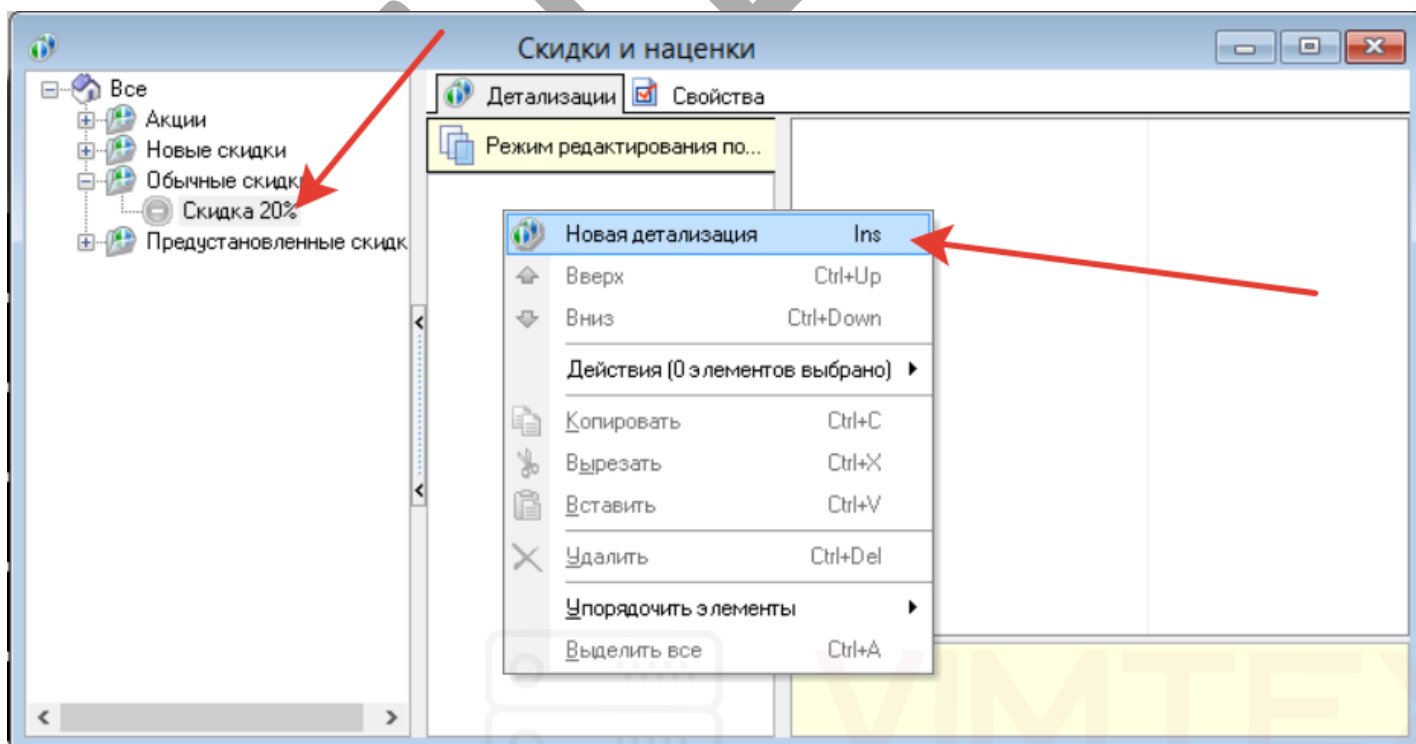 Скидки и наценки
Все
Акции
Новые скидки
Обычные скидки
Скидка 20%
Предустановленные скидк
Детализации
Свойства
Режим редактирования по...
Новая детализация Ins
Вверх Ctrl+Up
Вниз Ctrl+Down
Действия (0 элементов выбрано)
Копировать Ctrl+C
Вырезать Ctrl+X
Вставить Ctrl+V
Удалить Ctrl+Del
Упорядочить элементы
Выделить все Ctrl+A
VIMTE